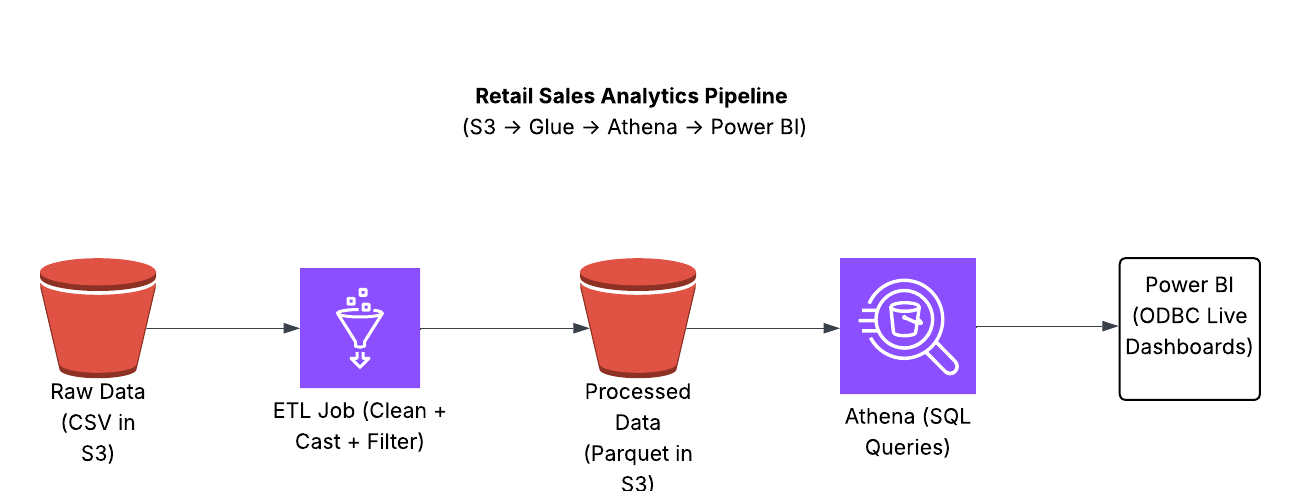 Retail Sales Analytics Pipeline
(S3 → Glue → Athena → Power BI)
Raw Data
(CSV in
S3)
ETL Job (Clean +
Cast + Filter)
Processed
Data
(Parquet in
S3)
Athena (SQL
Queries)
Power BI
(ODBC Live
Dashboards)